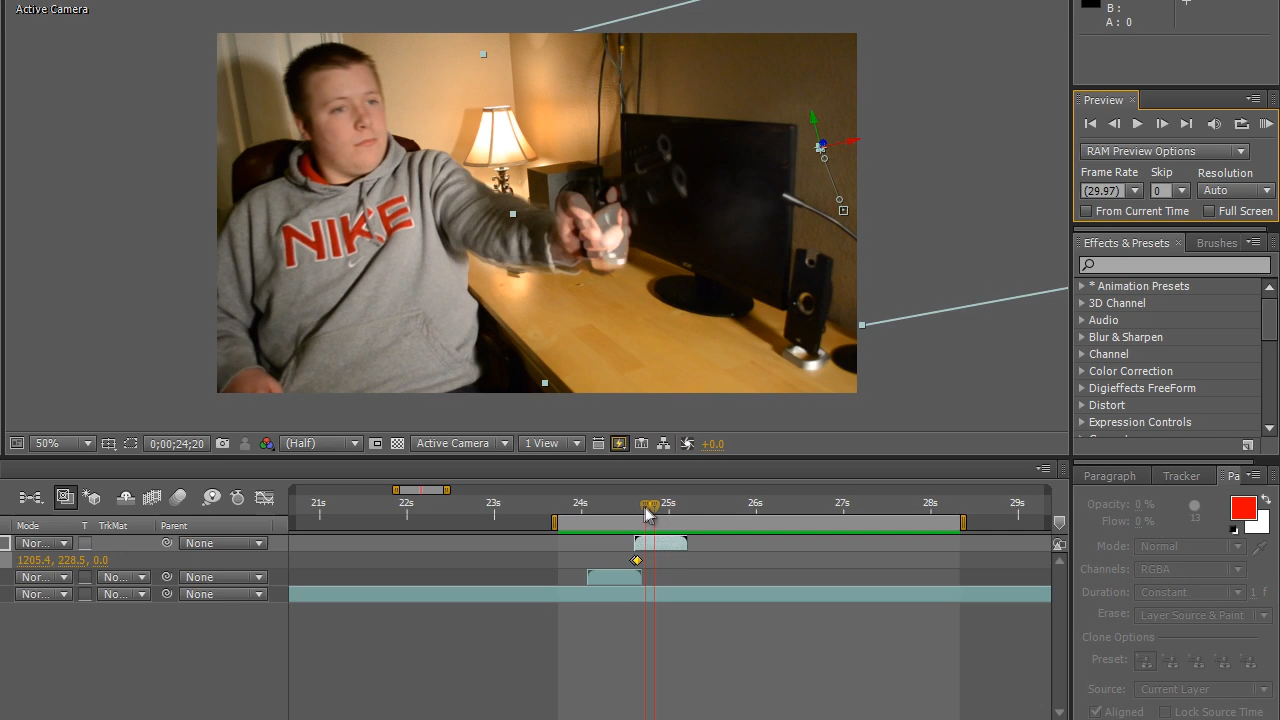 Active Camera
B :
A : 0
NIKE
Preview
RAM Preview Options
Frame Rate Skip Resolution
(29.97) 0 Auto
From Current Time Full Screen
Effects & Presets Brushes
* Animation Presets
3D Channel
Audio
Blur & Sharpen
Channel
Color Correction
Digieffects FreeForm
Distort
Expression Controls
50% 0;00;24;20 (Half) Active Camera 1 View +0.0
Paragraph Tracker Pa
21s 22s 23s 24s 25s 26s 27s 28s 29s
Mode T TrkMat Parent
Nor... None
1205.4, 228.5, 0.0
Nor... No... None
Nor... No... None
Opacity: 0 %
Flow: 0 %
13
Mode: Normal
Channels: RGBA
Duration: Constant 1 f
Erase: Layer Source & Paint
Clone Options
Preset:
Source: Current Layer
Aligned Lock Source Time